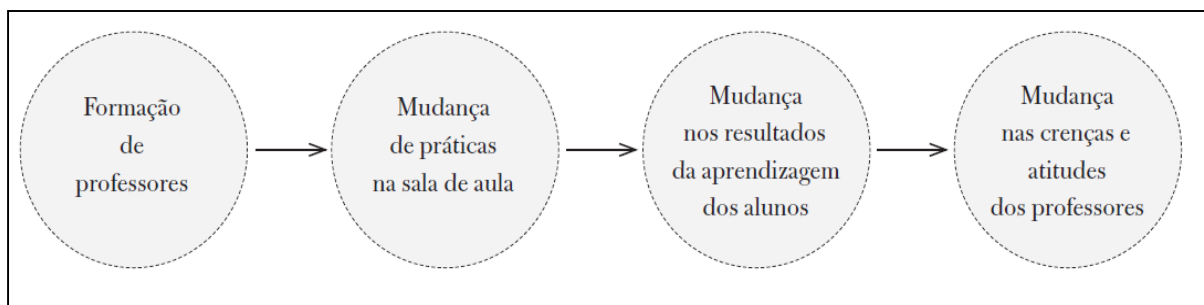 Formação
de
professores
Mudança
de práticas
na sala de aula
Mudança
nos resultados
da aprendizagem
dos alunos
Mudança
nas crenças e
atitudes
dos professores